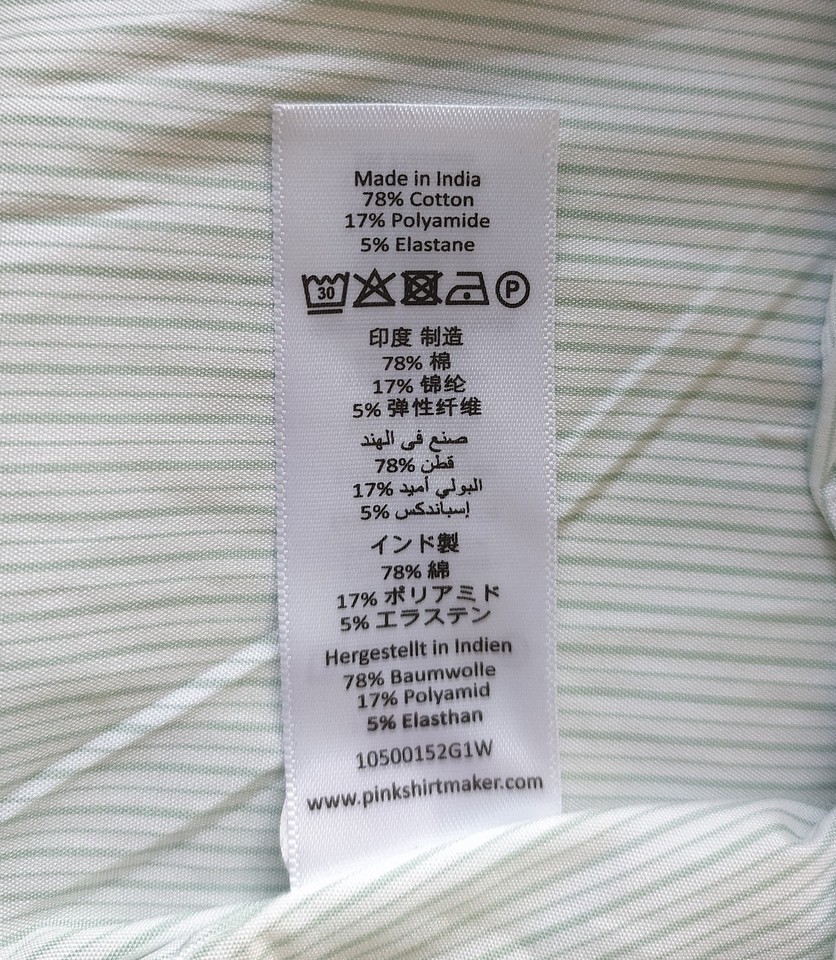 Made in India
78% Cotton
17% Polyamide
5% Elastane
30 P
印度 制造
78% 棉
17% 锦纶
5% 弹性纤维
صنع فى الهند
78% قطن
17% البولي أميد
5% إسباندكس
インド製
78% 綿
17% ポリアミド
5% エラステン
Hergestellt in Indien
78% Baumwolle
17% Polyamid
5% Elasthan
10500152G1W
www.pinkshirtmaker.com